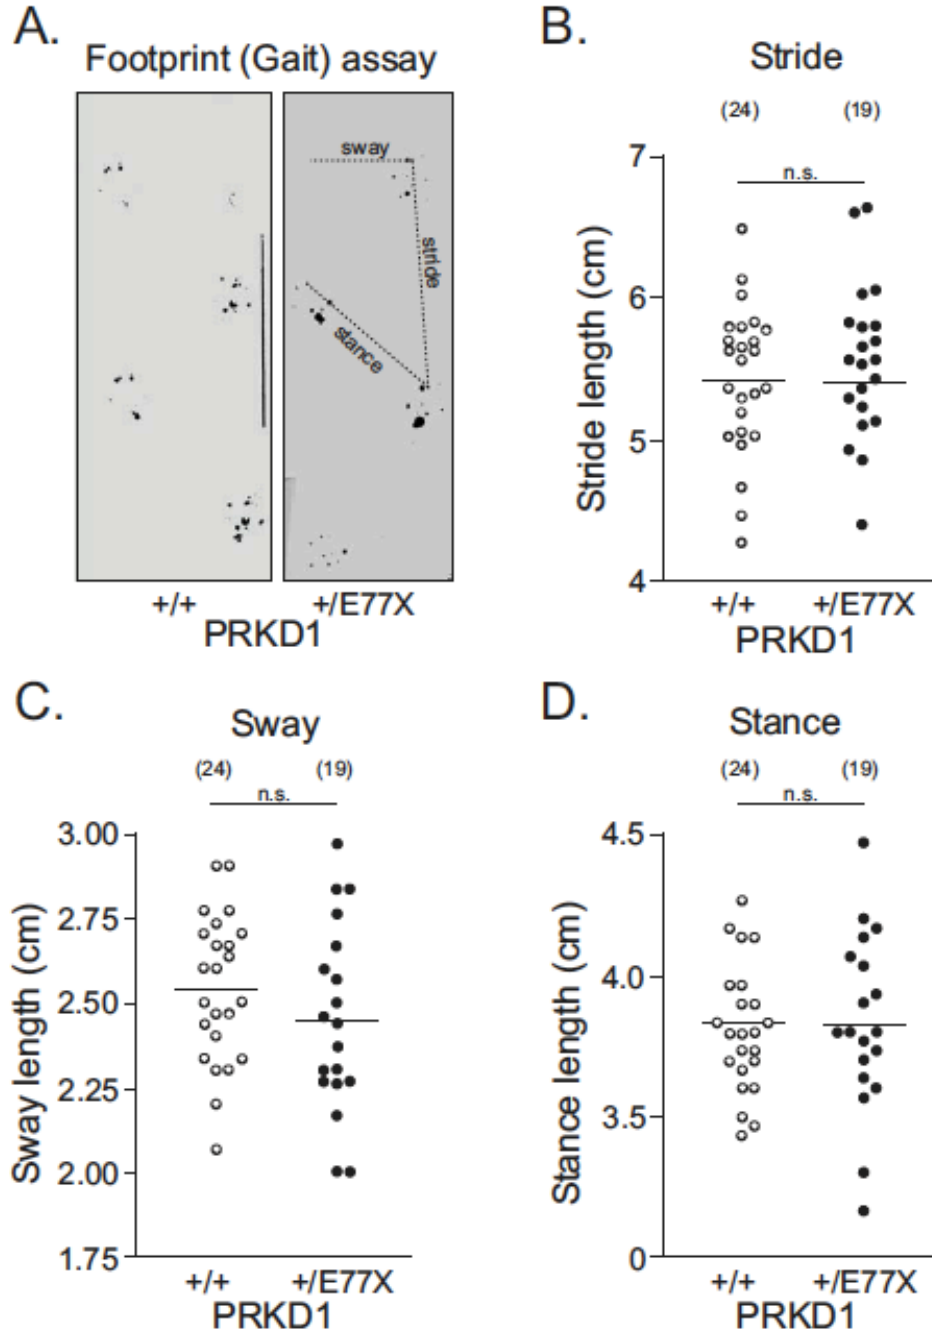 A.
Footprint (Gait) assay
sway
stride
stance
+/+ +/E77X
PRKD1
B.
Stride
(24) (19)
n.s.
7
6
5
4
Stride length (cm)
+/+ +/E77X
PRKD1
C.
Sway
(24) (19)
n.s.
3.00
2.75
2.50
2.25
2.00
1.75
Sway length (cm)
+/+ +/E77X
PRKD1
D.
Stance
(24) (19)
n.s.
4.5
4.0
3.5
0
Stance length (cm)
+/+ +/E77X
PRKD1